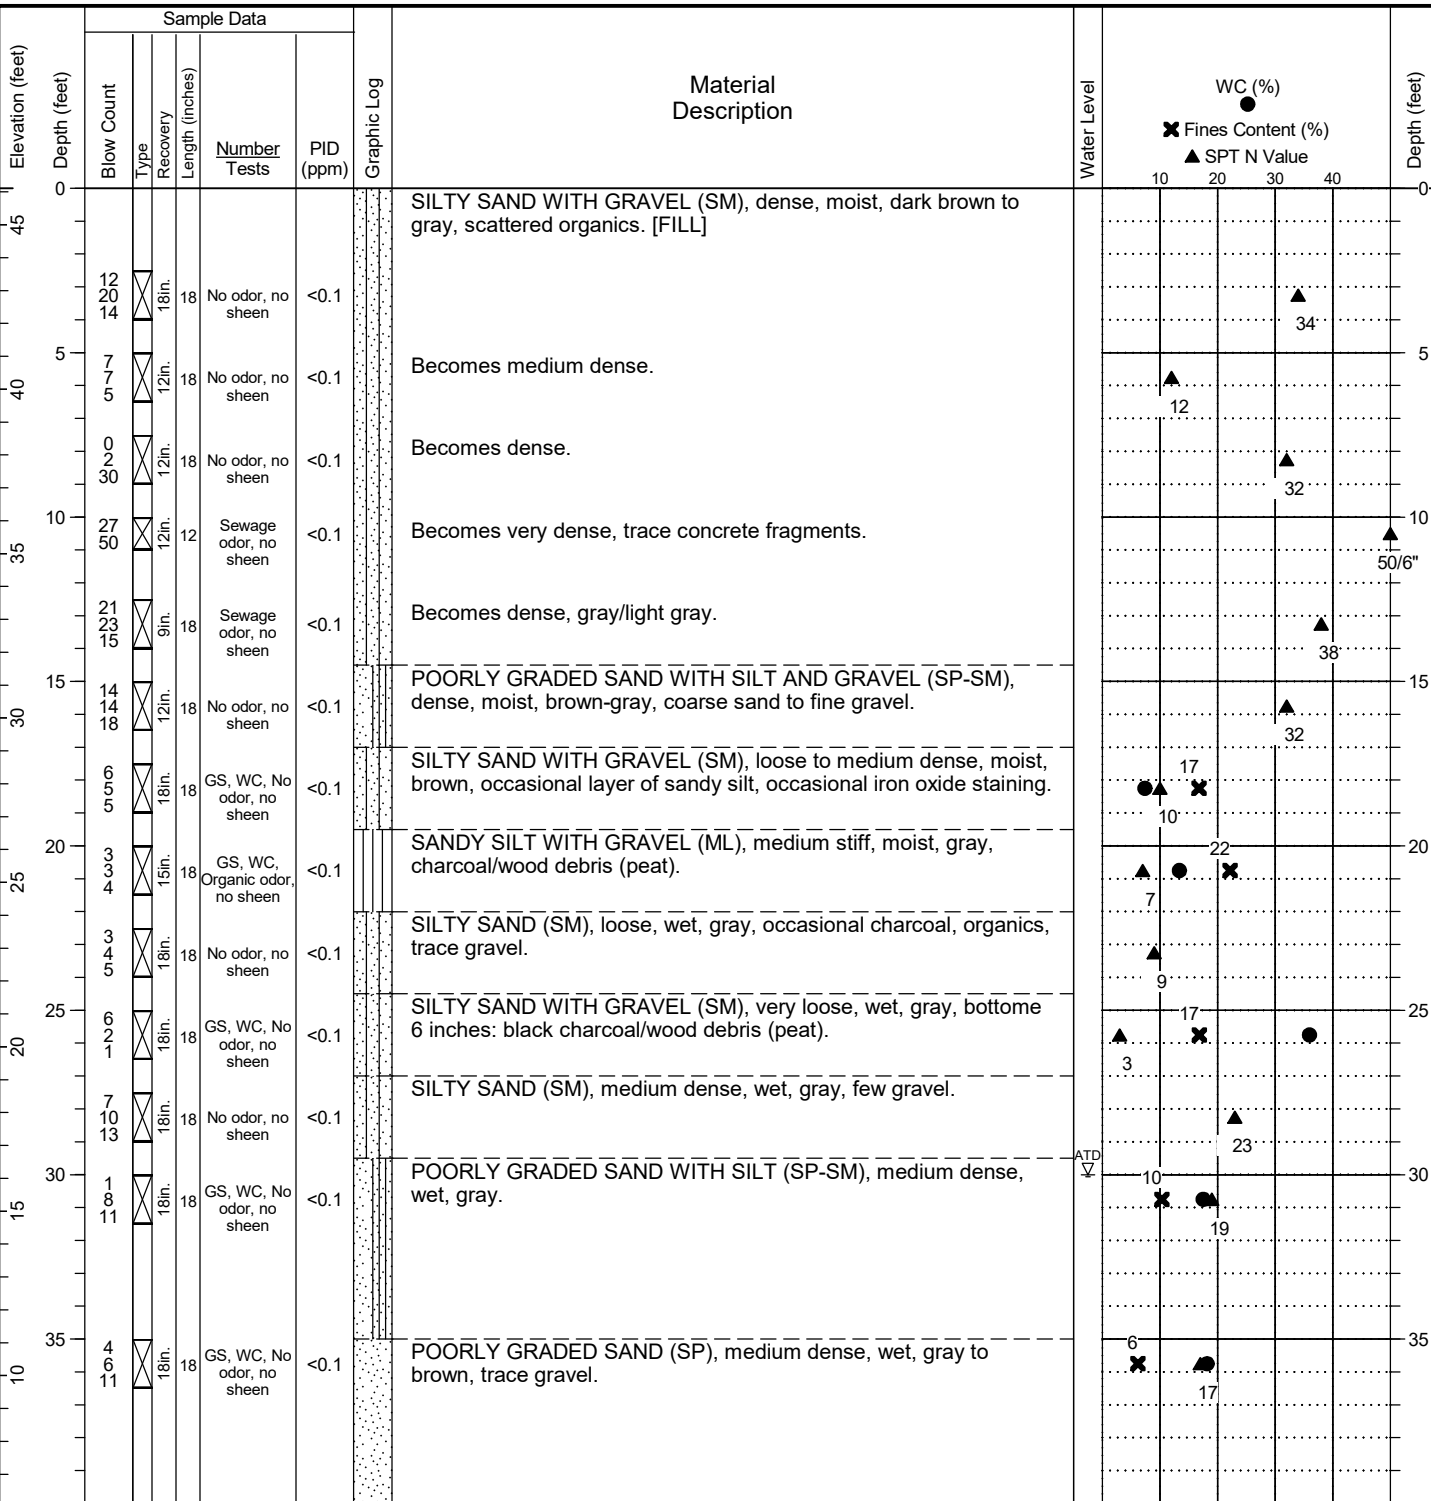 Sample Data
Elevation (feet)
Depth (feet)
Blow Count
Type
Recovery
Length (inches)
Number
Tests
PID
(ppm)
Graphic Log
Material
Description
Water Level
WC (%)
Fines Content (%)
SPT N Value
Depth (feet)
10 20 30 40
0
SILTY SAND WITH GRAVEL (SM), dense, moist, dark brown to
gray, scattered organics. [FILL]
0
45
12
20
14
18in.
18
No odor, no
sheen
<0.1
34
5
7
7
5
12in.
18
No odor, no
sheen
<0.1
Becomes medium dense.
12
5
40
0
2
30
12in.
18
No odor, no
sheen
<0.1
Becomes dense.
32
10
27
50
12in.
12
Sewage
odor, no
sheen
<0.1
Becomes very dense, trace concrete fragments.
50/6"
10
35
21
23
15
9in.
18
Sewage
odor, no
sheen
<0.1
Becomes dense, gray/light gray.
38
15
14
14
18
12in.
18
No odor, no
sheen
<0.1
POORLY GRADED SAND WITH SILT AND GRAVEL (SP-SM),
dense, moist, brown-gray, coarse sand to fine gravel.
32
15
30
6
5
5
18in.
18
GS, WC, No
odor, no
sheen
<0.1
SILTY SAND WITH GRAVEL (SM), loose to medium dense, moist,
brown, occasional layer of sandy silt, occasional iron oxide staining.
17
10
20
3
3
4
15in.
18
GS, WC,
Organic odor,
no sheen
<0.1
SANDY SILT WITH GRAVEL (ML), medium stiff, moist, gray,
charcoal/wood debris (peat).
22
7
20
25
3
4
5
18in.
18
No odor, no
sheen
<0.1
SILTY SAND (SM), loose, wet, gray, occasional charcoal, organics,
trace gravel.
9
25
6
2
1
18in.
18
GS, WC, No
odor, no
sheen
<0.1
SILTY SAND WITH GRAVEL (SM), very loose, wet, gray, bottome
6 inches: black charcoal/wood debris (peat).
17
3
25
20
7
10
13
18in.
18
No odor, no
sheen
<0.1
SILTY SAND (SM), medium dense, wet, gray, few gravel.
23
30
1
8
11
18in.
18
GS, WC, No
odor, no
sheen
<0.1
POORLY GRADED SAND WITH SILT (SP-SM), medium dense,
wet, gray.
ATD
10
19
30
15
35
4
6
11
18in.
18
GS, WC, No
odor, no
sheen
<0.1
POORLY GRADED SAND (SP), medium dense, wet, gray to
brown, trace gravel.
6
17
35
10